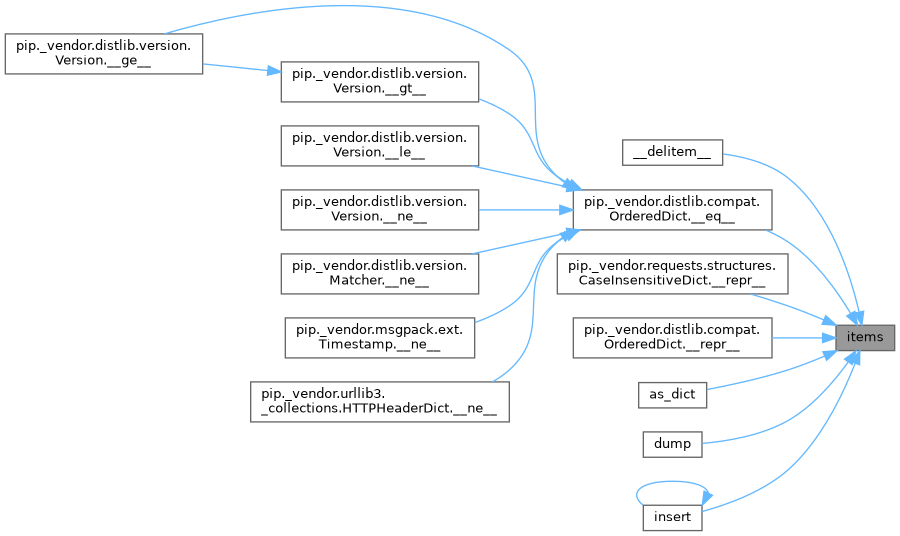 pip._vendor.distlib.version.
Version.__ge__
pip._vendor.distlib.version.
Version.__gt__
pip._vendor.distlib.version.
Version.__le__
pip._vendor.distlib.version.
Version.__ne__
pip._vendor.distlib.version.
Matcher.__ne__
pip._vendor.msgpack.ext.
Timestamp.__ne__
pip._vendor.urllib3.
_collections.HTTPHeaderDict.__ne__
__delitem__
pip._vendor.distlib.compat.
OrderedDict.__eq__
pip._vendor.requests.structures.
CaseInsensitiveDict.__repr__
pip._vendor.distlib.compat.
OrderedDict.__repr__
as_dict
dump
insert
items